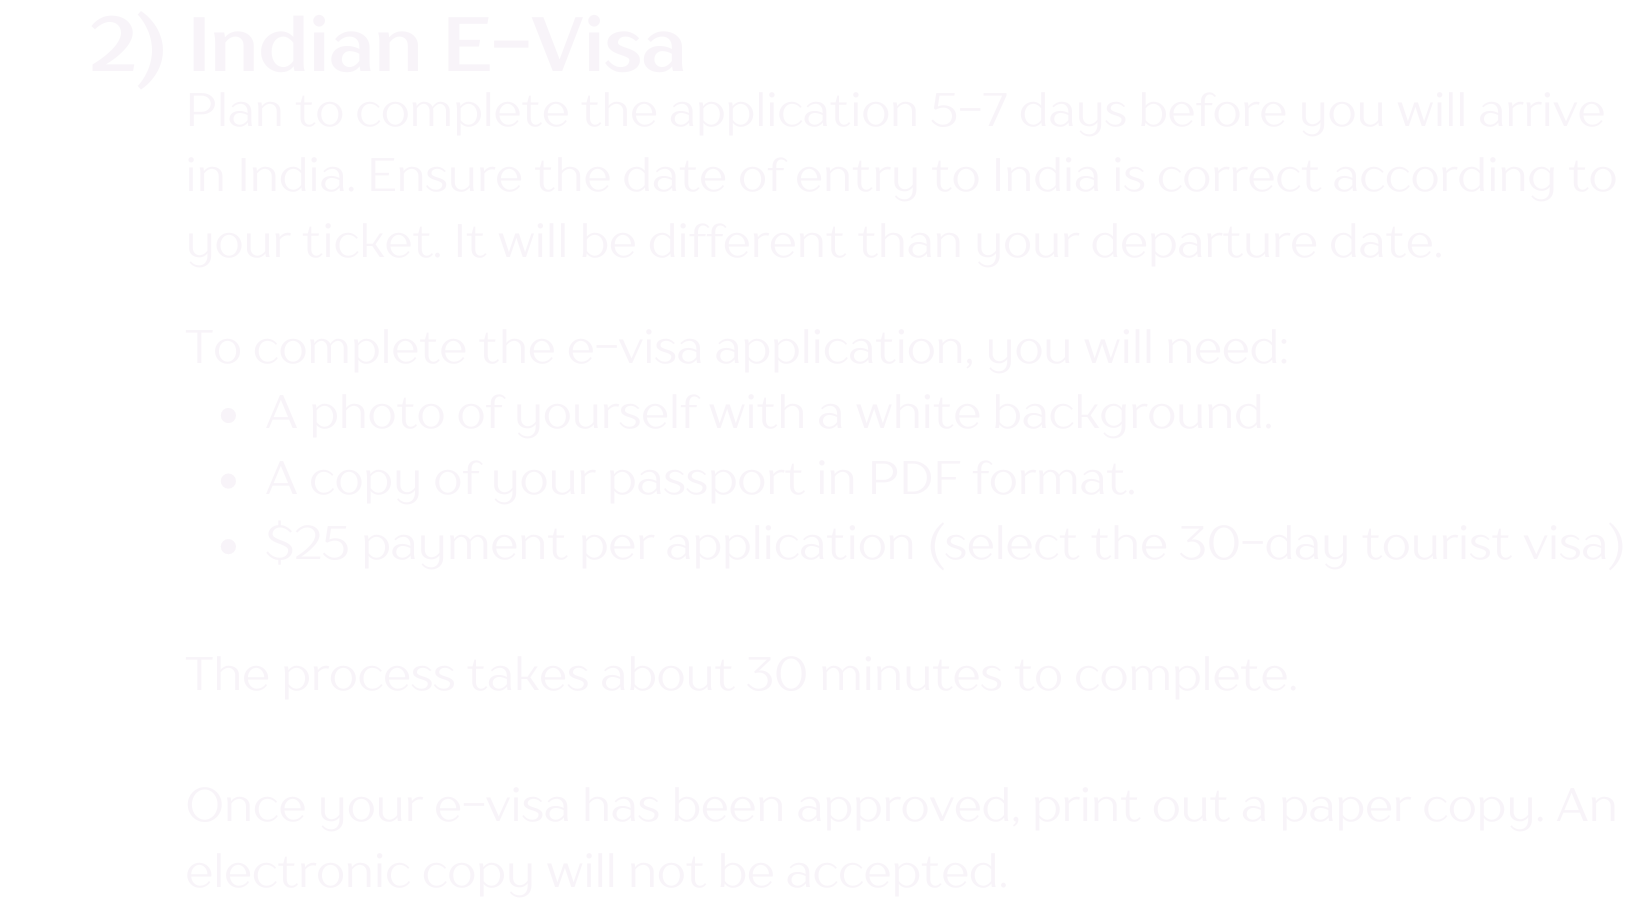 2) Indian E-Visa
Plan to complete the application 5-7 days before you will arrive
in India. Ensure the date of entry to India is correct according to
your ticket. It will be different than your departure date.
To complete the e-visa application, you will need:
• A photo of yourself with a white background.
• A copy of your passport in PDF format.
• $25 payment per application (select the 30-day tourist visa)
The process takes about 30 minutes to complete.
Once your e-visa has been approved, print out a paper copy. An
electronic copy will not be accepted.